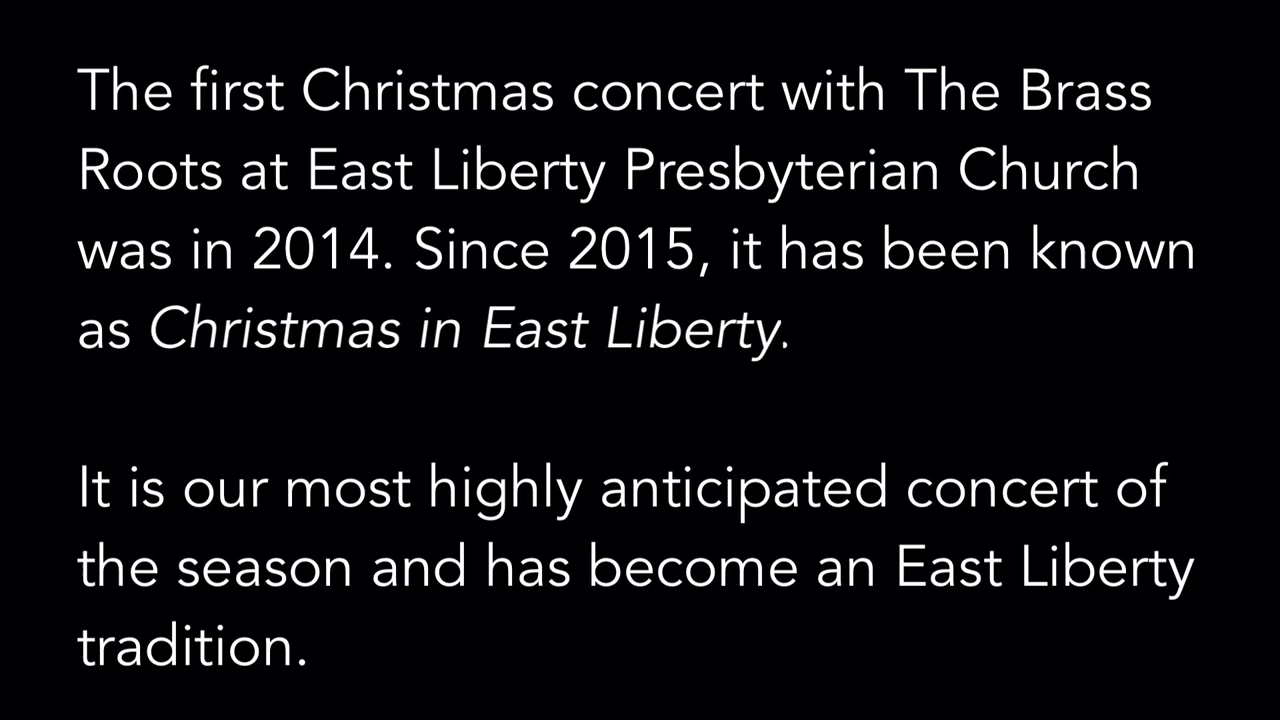 The first Christmas concert with The Brass
Roots at East Liberty Presbyterian Church
was in 2014. Since 2015, it has been known
as Christmas in East Liberty.
It is our most highly anticipated concert of
the season and has become an East Liberty
tradition.